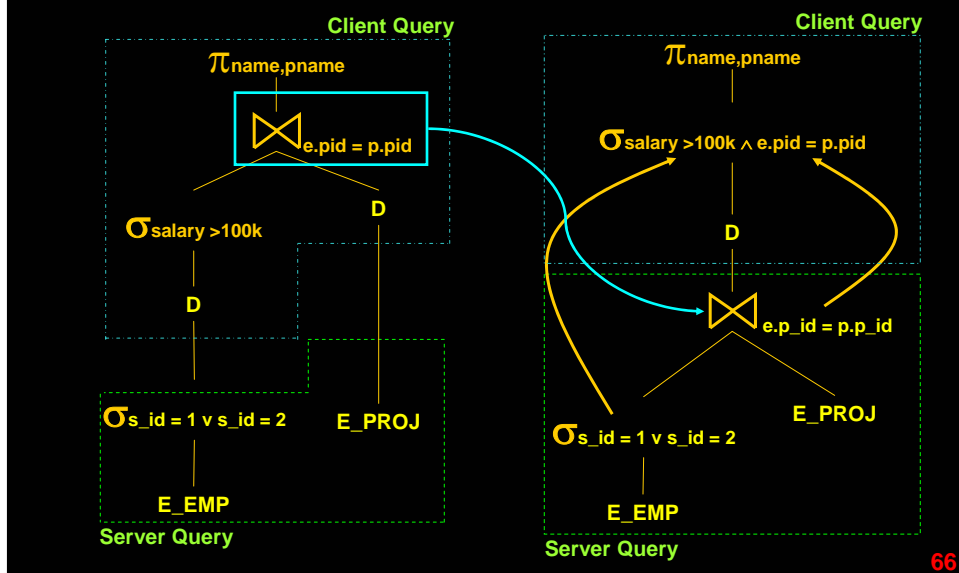 Client Query
πname,pname
e.pid = p.pid
D
σsalary >100k
D
σs_id = 1 v s_id = 2
E_PROJ
E_EMP
Server Query
Client Query
πname,pname
σsalary >100k ∧ e.pid = p.pid
D
e.p_id = p.p_id
E_PROJ
σs_id = 1 v s_id = 2
E_EMP
Server Query
66